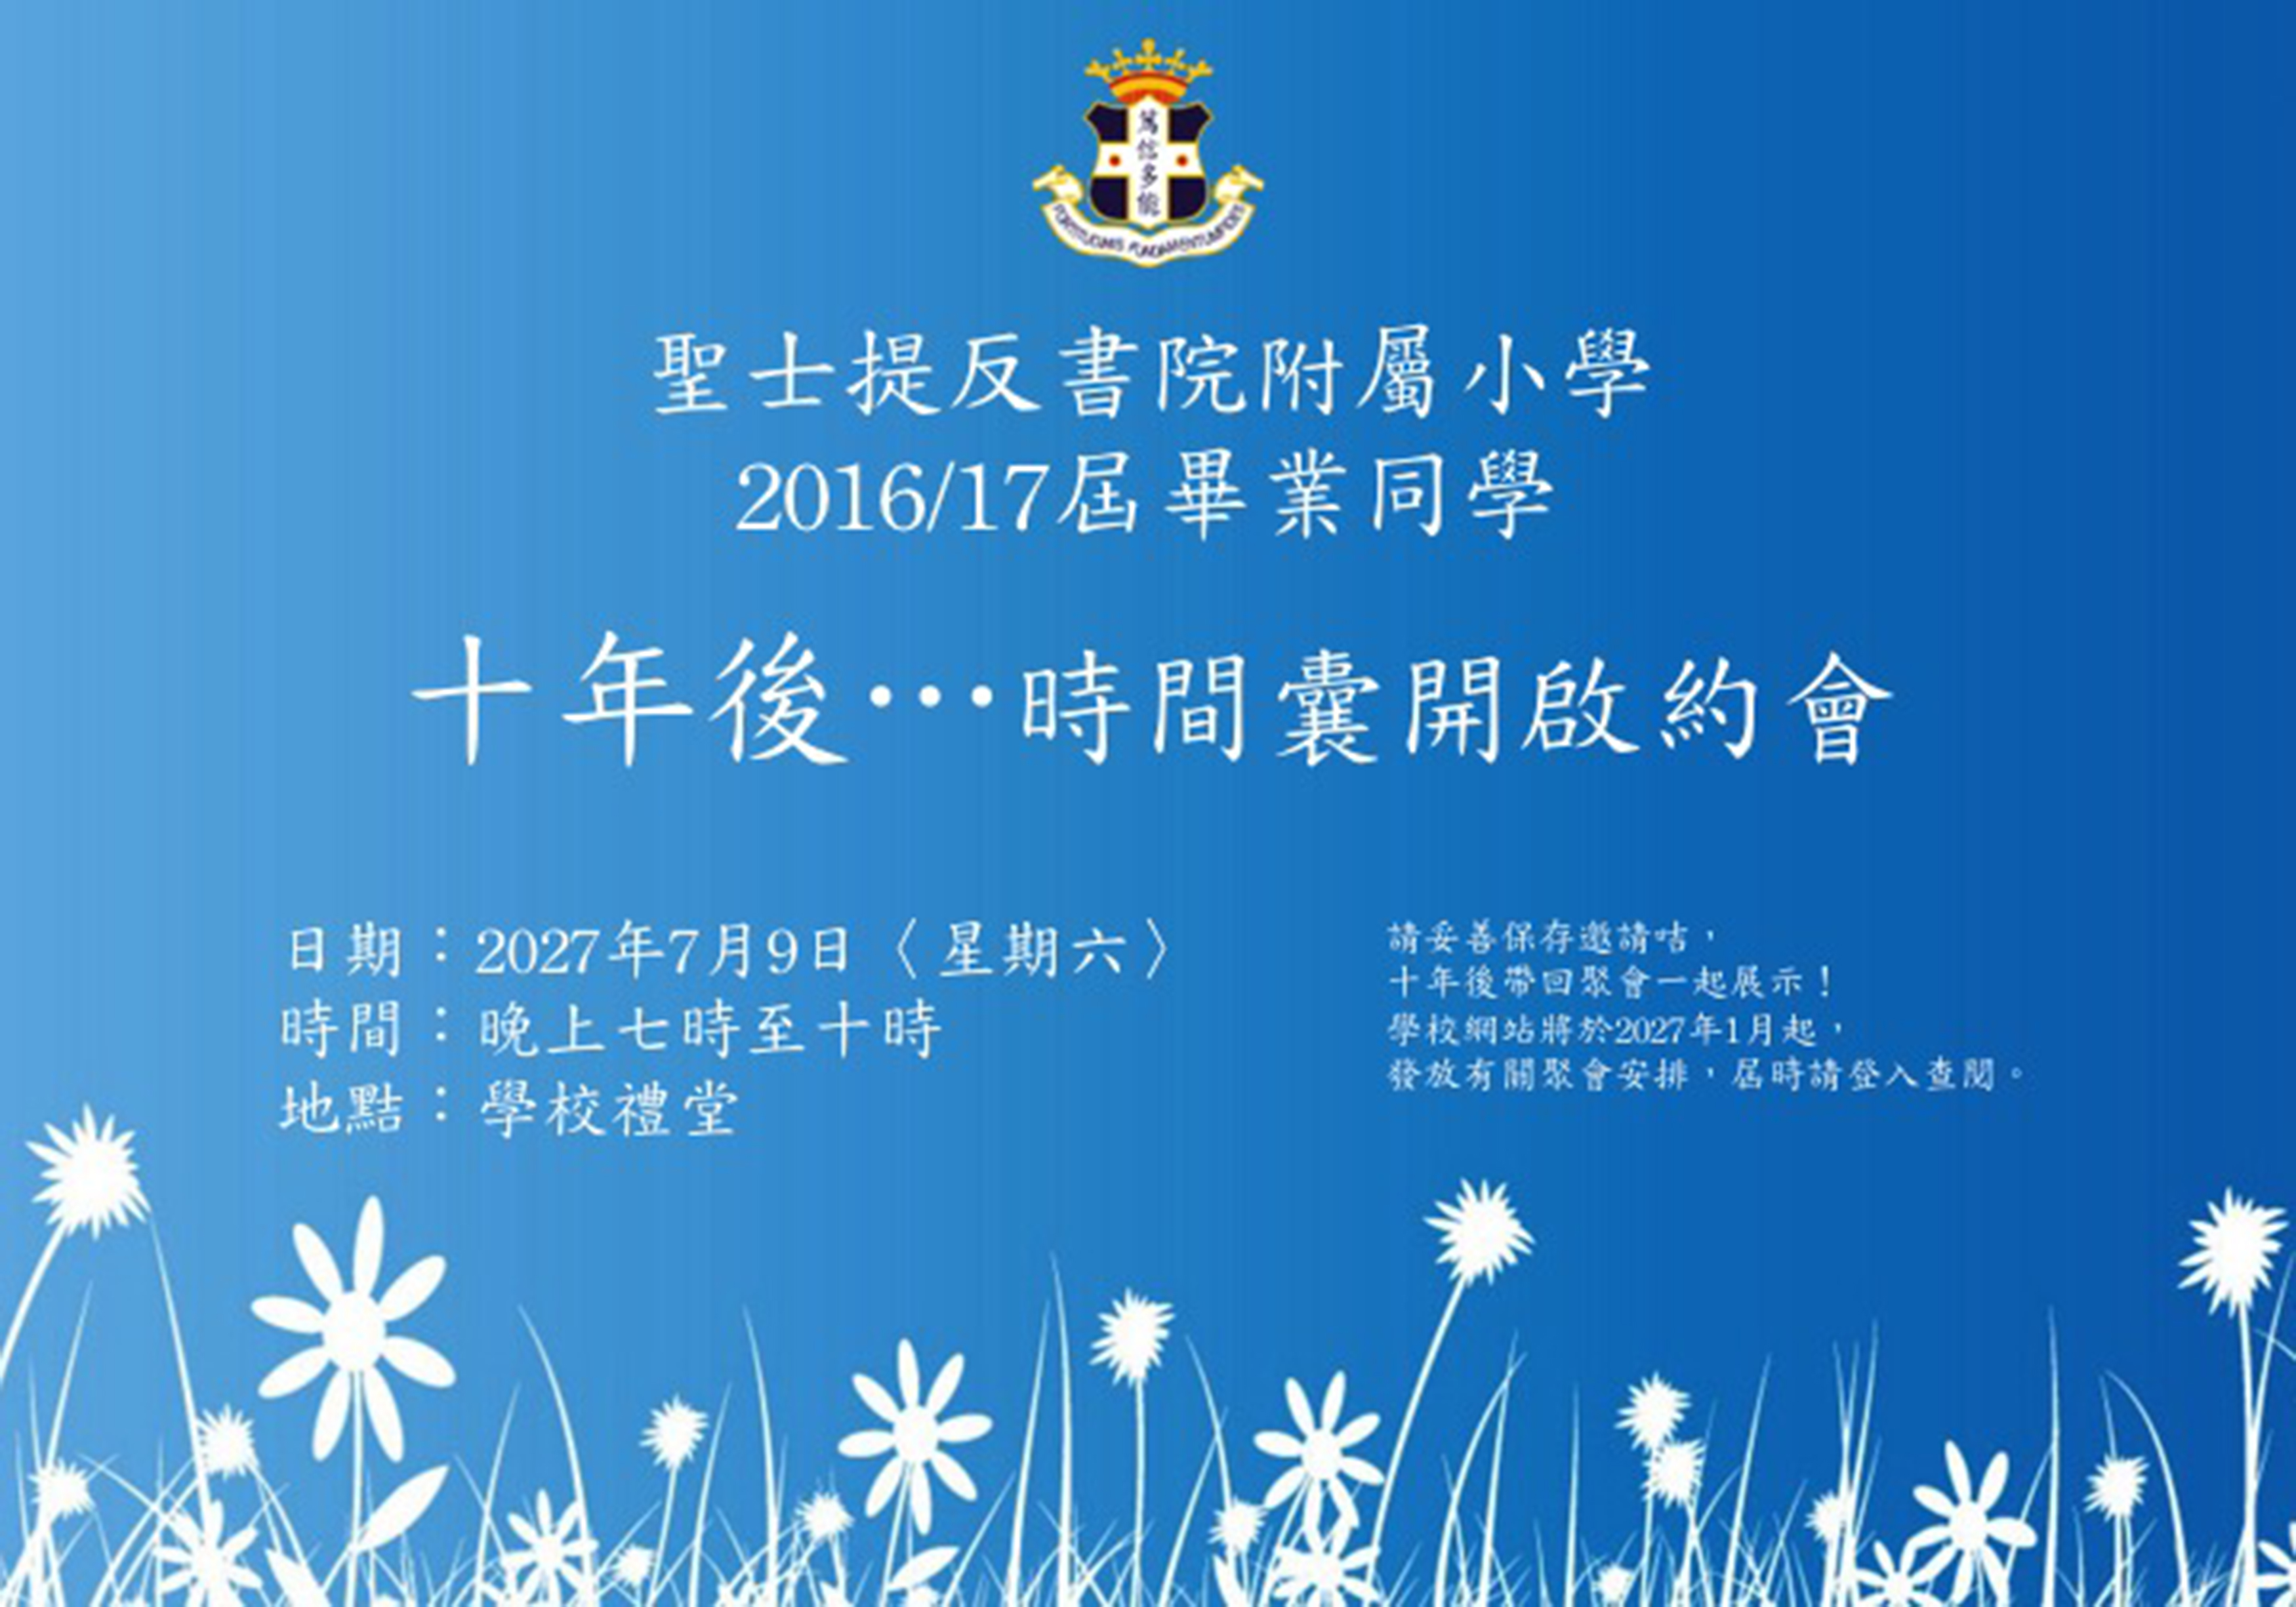 篤信多能
聖士提反書院附屬小學
2016/17屆畢業同學
十年後…時間囊開啟約會
日期：2027年7月9日〈星期六〉
時間：晚上七時至十時
地點：學校禮堂
請妥善保存邀請咭，
十年後帶回聚會一起展示！
學校網站將於2027年1月起，
發放有關聚會安排，屆時請登入查閱。